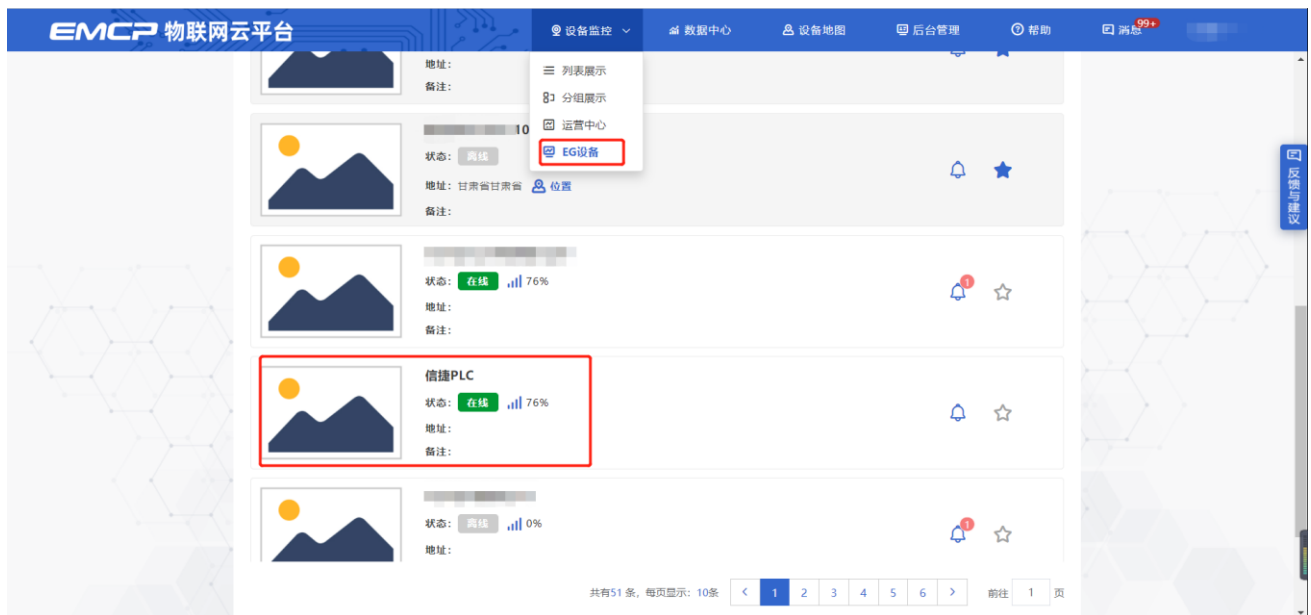 EMCP 物联网云平台
设备监控
数据中心
设备地图
后台管理
帮助
消息
99+
地址：
备注：
列表展示
分组展示
运营中心
EG设备
10
状态： 离线
地址：甘肃省甘肃省 位置
备注：
状态： 在线 76%
地址：
备注：
1
信捷PLC
状态： 在线 76%
地址：
备注：
状态： 离线 0%
地址：
1
共有51 条，每页显示：10条 < 1 2 3 4 5 6 > 前往 1 页
反馈与建议